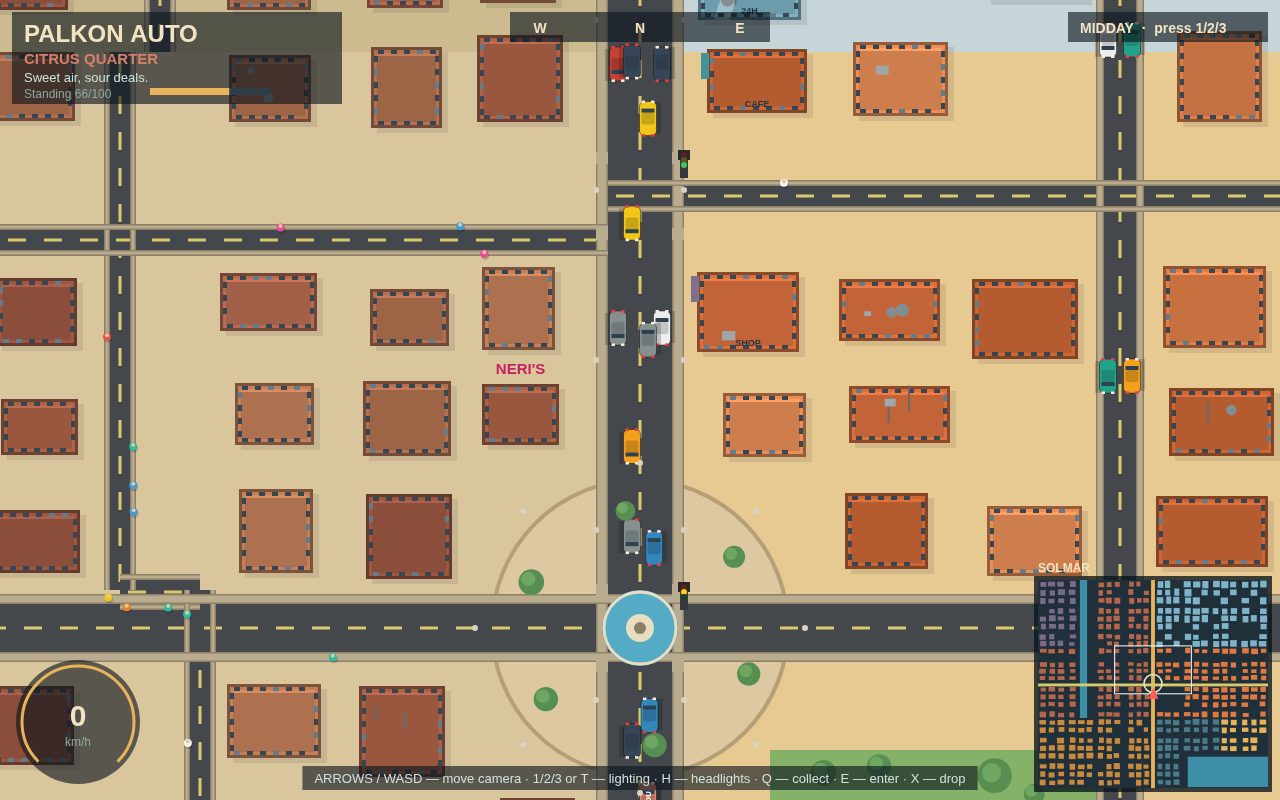 PALKON AUTO
CITRUS QUARTER
Sweet air, sour deals.
Standing 66/100
W N E
MIDDAY · press 1/2/3
24H
CAFE
SHOP
NERI'S
SOLMAR
0
km/h
ARROWS / WASD — move camera · 1/2/3 or T — lighting · H — headlights · Q — collect · E — enter · X — drop